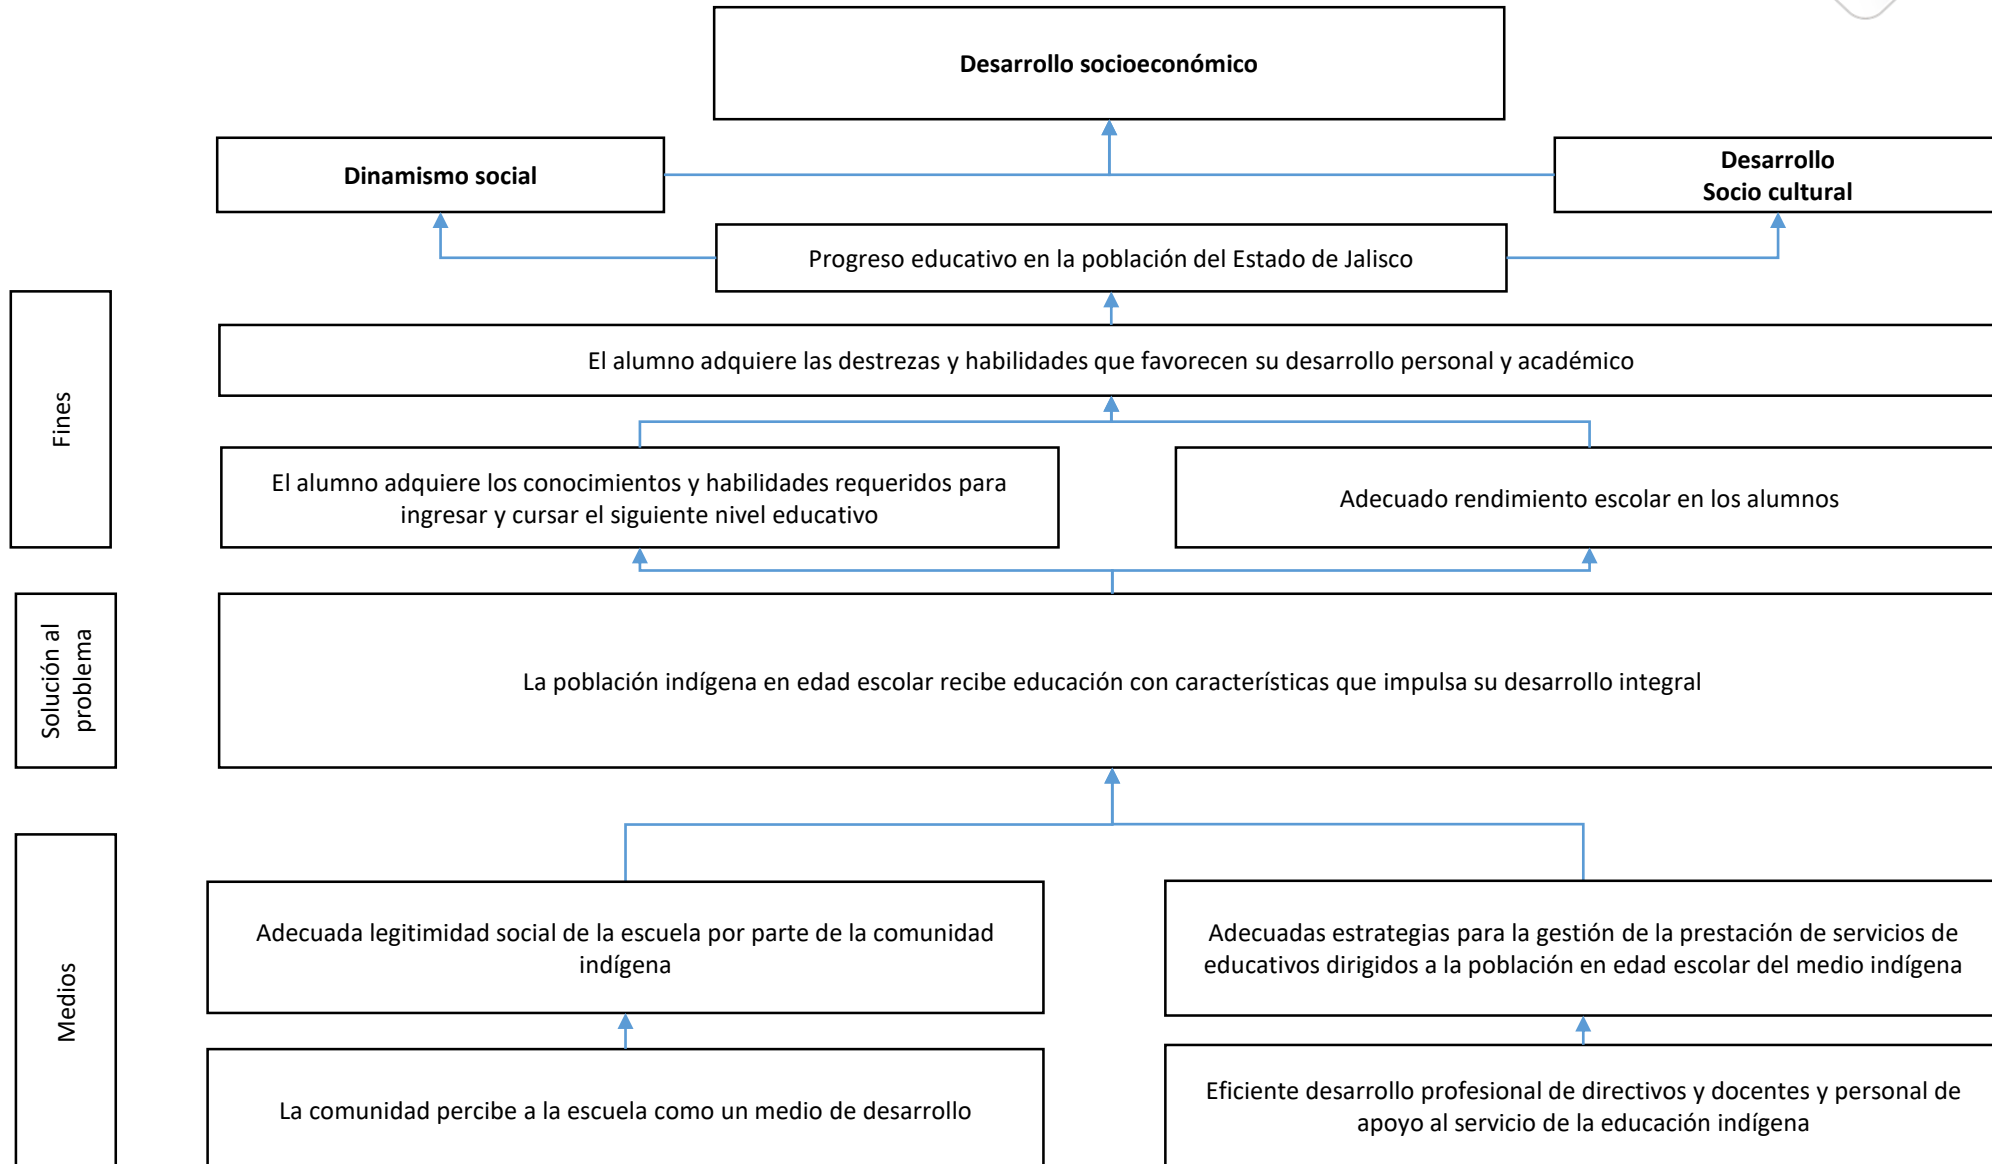 Desarrollo socioeconómico
Dinamismo social
Desarrollo
Socio cultural
Progreso educativo en la población del Estado de Jalisco
Fines
El alumno adquiere las destrezas y habilidades que favorecen su desarrollo personal y académico
El alumno adquiere los conocimientos y habilidades requeridos para
ingresar y cursar el siguiente nivel educativo
Adecuado rendimiento escolar en los alumnos
Solución al
problema
La población indígena en edad escolar recibe educación con características que impulsa su desarrollo integral
Medios
Adecuada legitimidad social de la escuela por parte de la comunidad
indígena
Adecuadas estrategias para la gestión de la prestación de servicios de
educativos dirigidos a la población en edad escolar del medio indígena
La comunidad percibe a la escuela como un medio de desarrollo
Eficiente desarrollo profesional de directivos y docentes y personal de
apoyo al servicio de la educación indígena